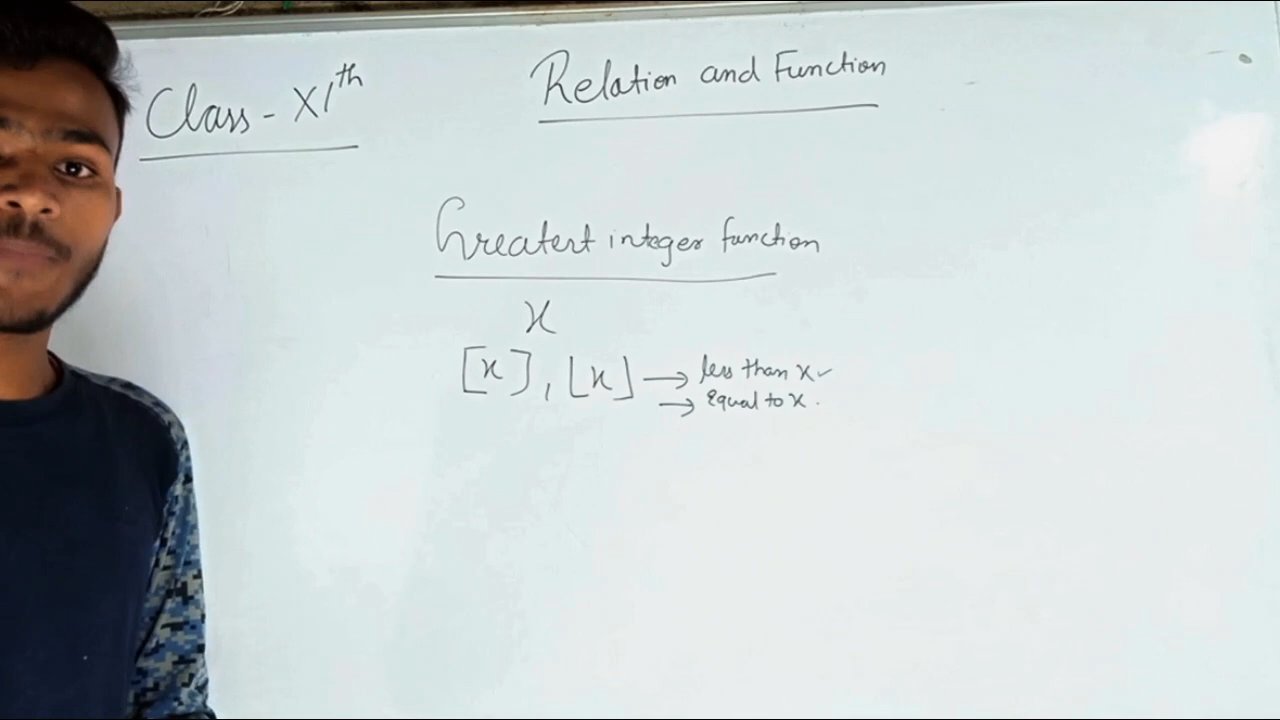 Class - XIth
Relation and Function
Greatest integer function
x
[x], ⌊x⌋ → less than x ✓
→ Equal to x.